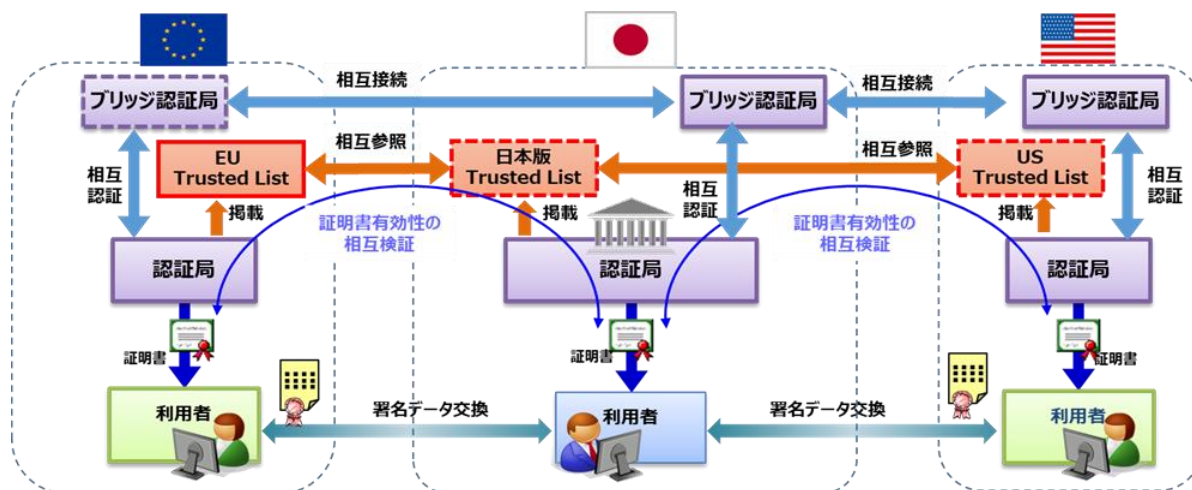 相互接続
相互接続
ブリッジ認証局
ブリッジ認証局
ブリッジ認証局
相互参照
相互参照
EU
Trusted List
日本版
Trusted List
US
Trusted List
相互
認証
相互
認証
相互
認証
掲載
掲載
掲載
証明書有効性の
相互検証
証明書有効性の
相互検証
認証局
認証局
認証局
証明書
証明書
証明書
利用者
署名データ交換
利用者
署名データ交換
利用者